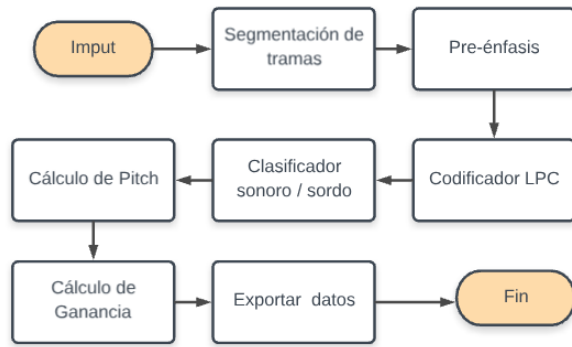 Imput
Segmentación de
tramas
Pre-énfasis
Codificador LPC
Clasificador
sonoro / sordo
Cálculo de Pitch
Cálculo de
Ganancia
Exportar datos
Fin